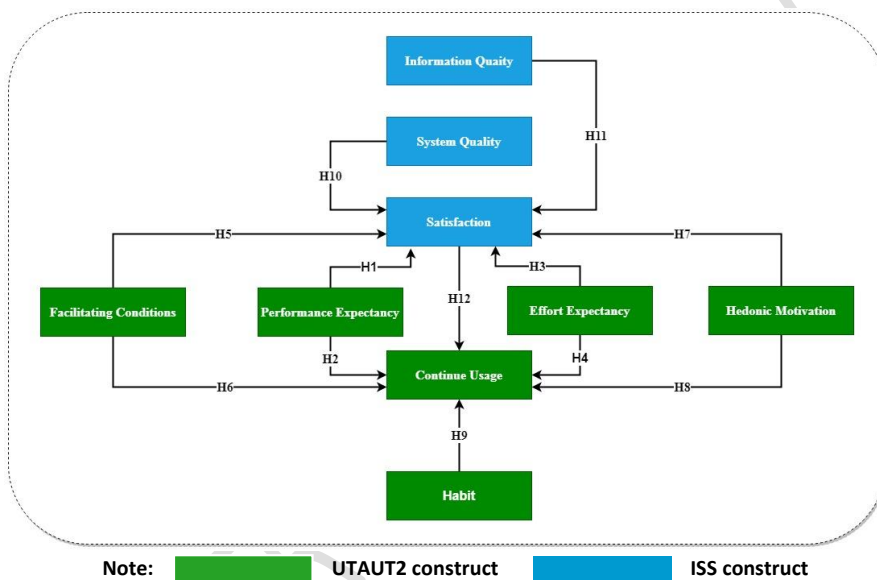 Information Quaity
System Quality
H11
H10
Satisfaction
H5
H7
H1
H3
H12
Facilitating Conditions
Performance Expectancy
Effort Expectancy
Hedonic Motivation
H2
H4
Continue Usage
H6
H8
H9
Habit
Note: UTAUT2 construct ISS construct